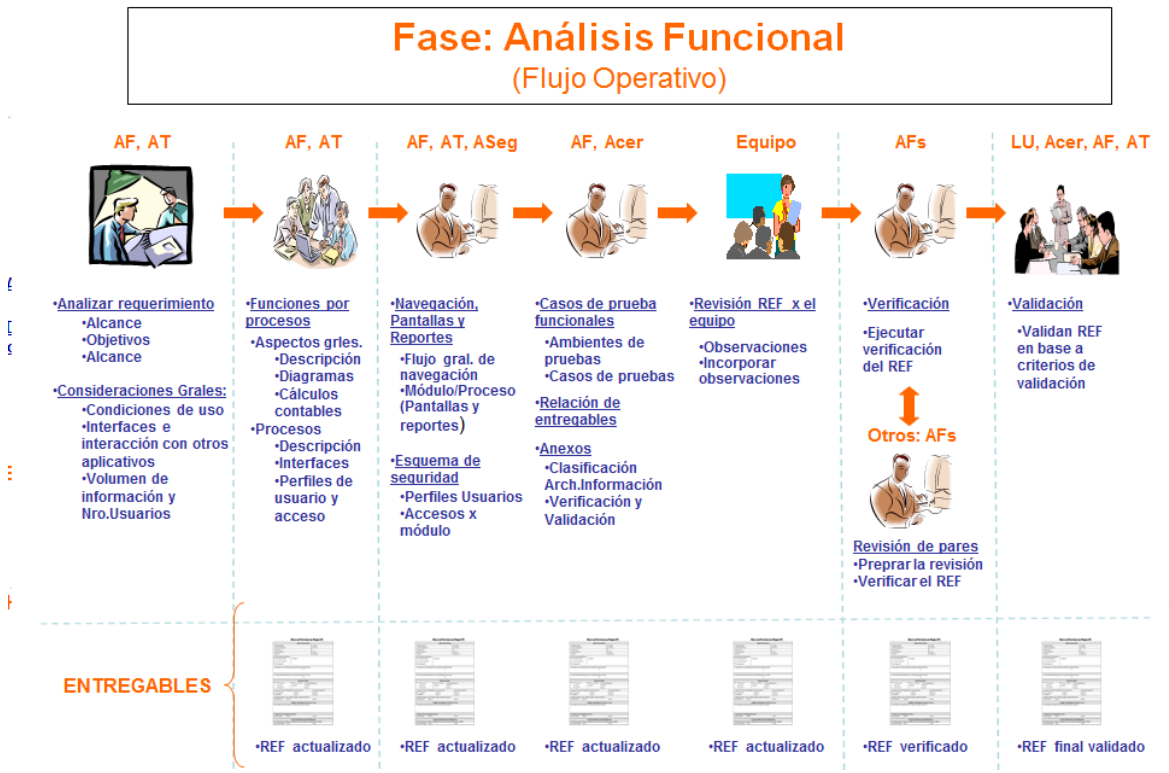 Fase: Análisis Funcional
(Flujo Operativo)
AF, AT
•Analizar requerimiento
•Alcance
•Objetivos
•Alcance
•Consideraciones Grales:
•Condiciones de uso
•Interfaces e
interacción con otros
aplicativos
•Volumen de
información y
Nro.Usuarios
AF, AT
•Funciones por
procesos
•Aspectos grles.
•Descripción
•Diagramas
•Cálculos
contables
•Procesos
•Descripción
•Interfaces
•Perfiles de
usuario y
acceso
AF, AT, ASeg
•Navegación,
Pantallas y
Reportes
•Flujo gral. de
navegación
•Módulo/Proceso
(Pantallas y
reportes)
•Esquema de
seguridad
•Perfiles Usuarios
•Accesos x
módulo
AF, Acer
•Casos de prueba
funcionales
•Ambientes de
pruebas
•Casos de pruebas
•Relación de
entregables
•Anexos
•Clasificación
Arch.Información
•Verificación y
Validación
Equipo
•Revisión REF x el
equipo
•Observaciones
•Incorporar
observaciones
AFs
•Verificación
•Ejecutar
verificación
del REF
Otros: AFs
Revisión de pares
•Preprar la revisión
•Verificar el REF
LU, Acer, AF, AT
•Validación
•Validan REF
en base a
criterios de
validación
ENTREGABLES
•REF actualizado
•REF actualizado
•REF actualizado
•REF actualizado
•REF verificado
•REF final validado